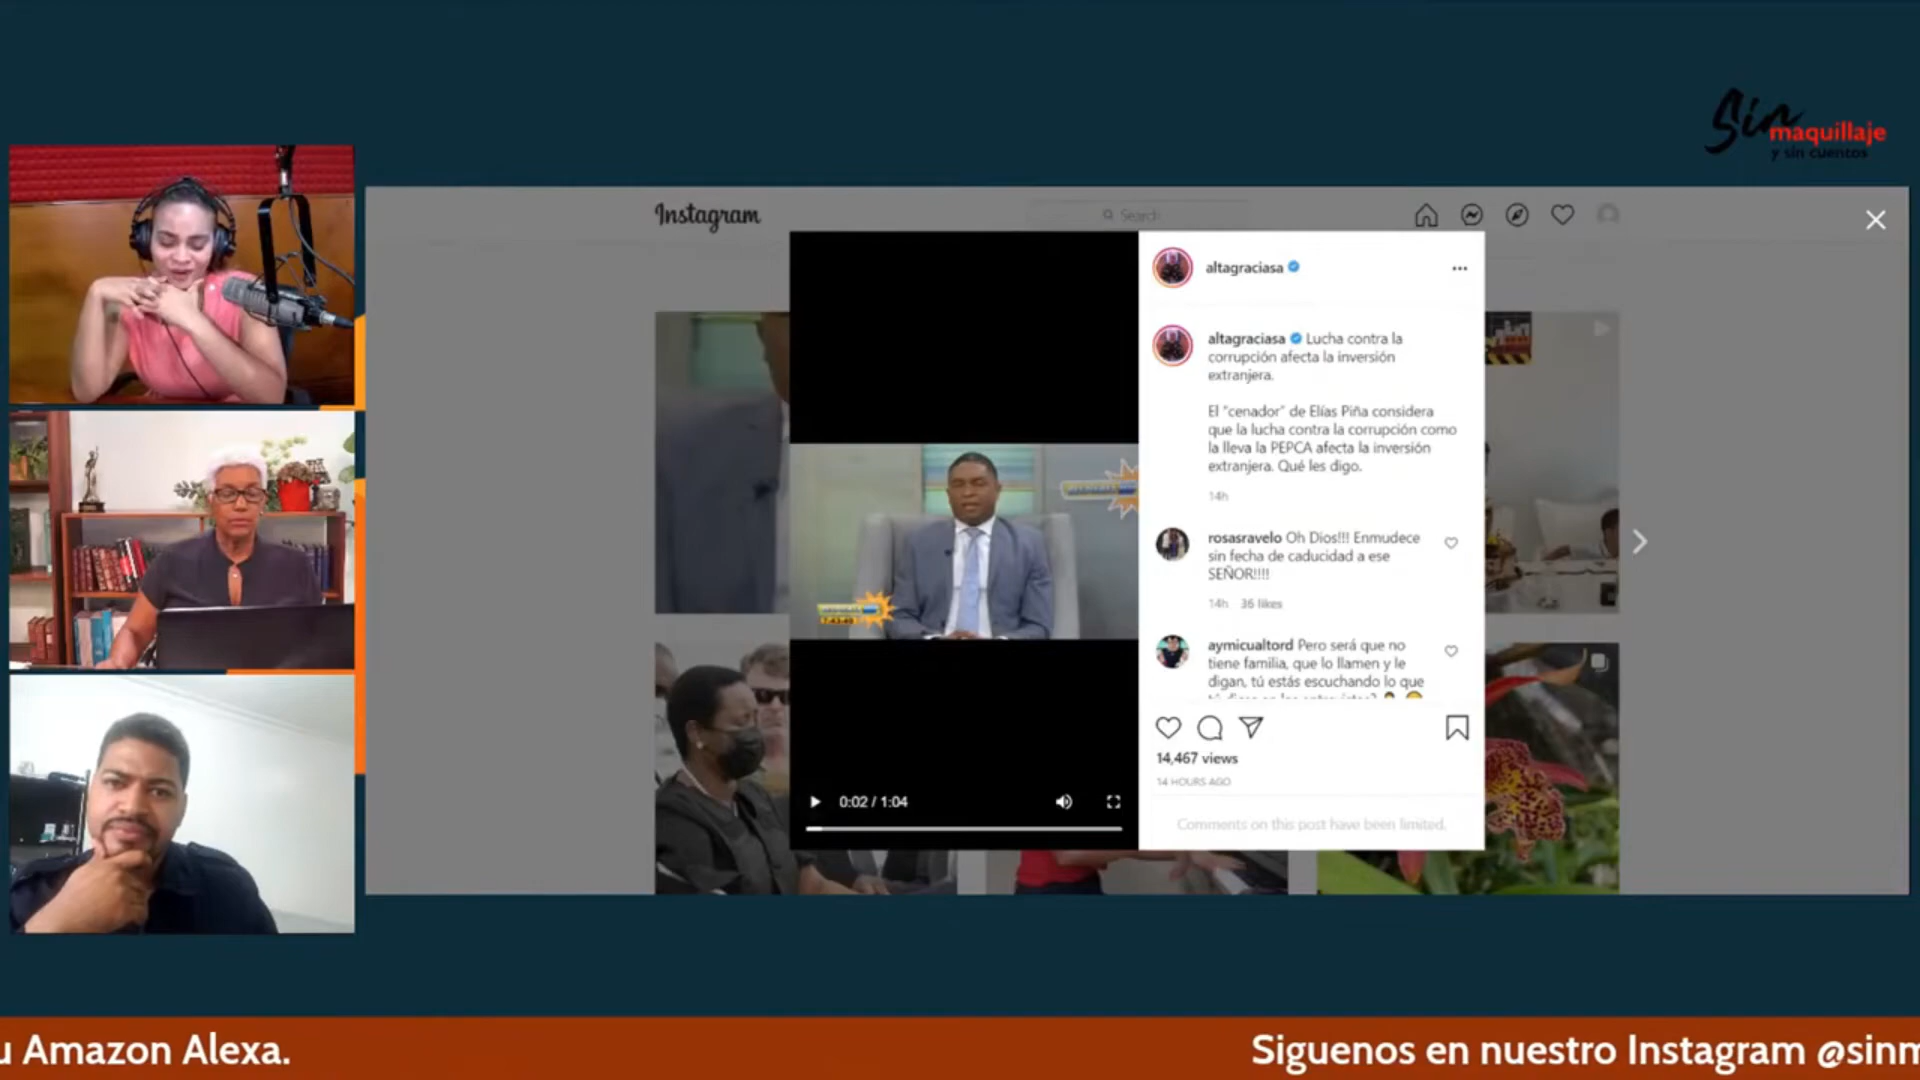 Sin
maquillaje
y sin cuentos
Instagram
Search
altagraciasa
altagraciasa Lucha contra la
corrupción afecta la inversión
extranjera.
El "cenador" de Elías Piña considera
que la lucha contra la corrupción como
la lleva la PEPCA afecta la inversión
extranjera. Qué les digo.
14h
rosasravelo Oh Dios!!! Enmudece
sin fecha de caducidad a ese
SEÑOR!!!!
14h 36 likes
aymicualtord Pero será que no
tiene familia, que lo llamen y le
digan, tú estás escuchando lo que
0:02 / 1:04
14,467 views
14 HOURS AGO
Comments on this post have been limited.
u Amazon Alexa.
Siguenos en nuestro Instagram @sinm